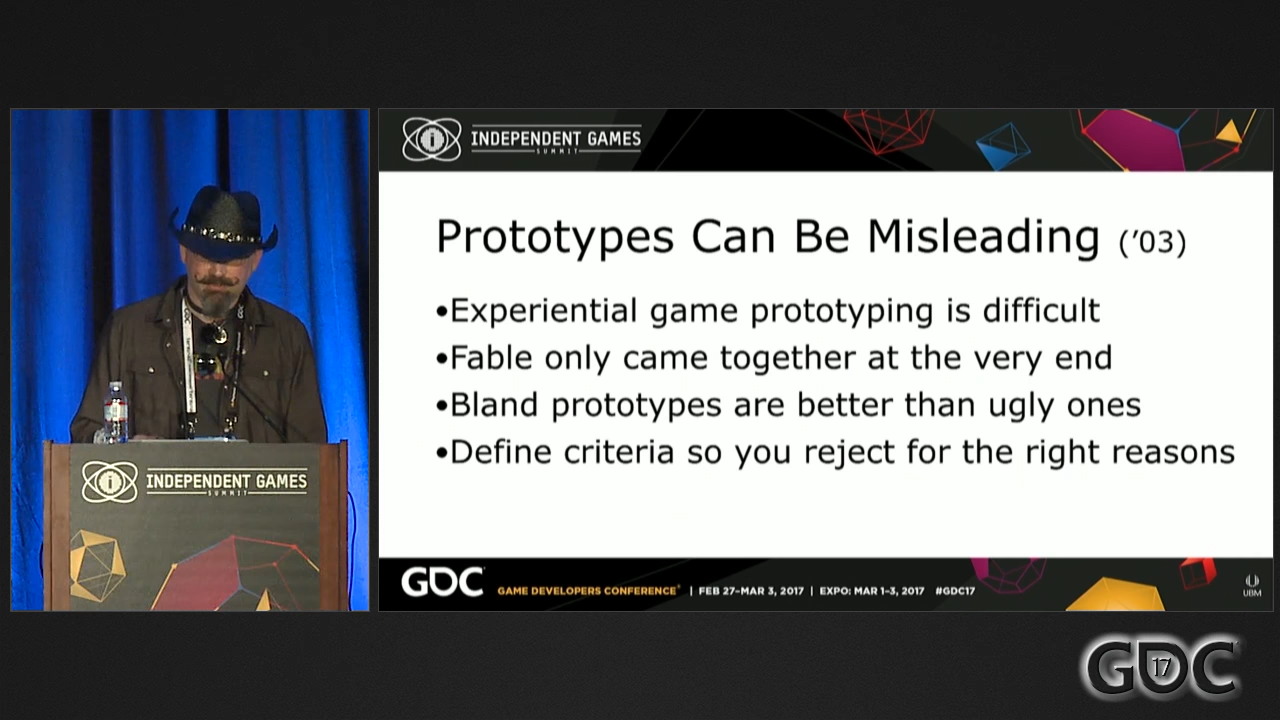 INDEPENDENT GAMES
SUMMIT
Prototypes Can Be Misleading (’03)
•Experiential game prototyping is difficult
•Fable only came together at the very end
•Bland prototypes are better than ugly ones
•Define criteria so you reject for the right reasons
INDEPENDENT GAMES
SUMMIT
GDC GAME DEVELOPERS CONFERENCE® | FEB 27–MAR 3, 2017 | EXPO: MAR 1–3, 2017 #GDC17
UBM
GDC 17